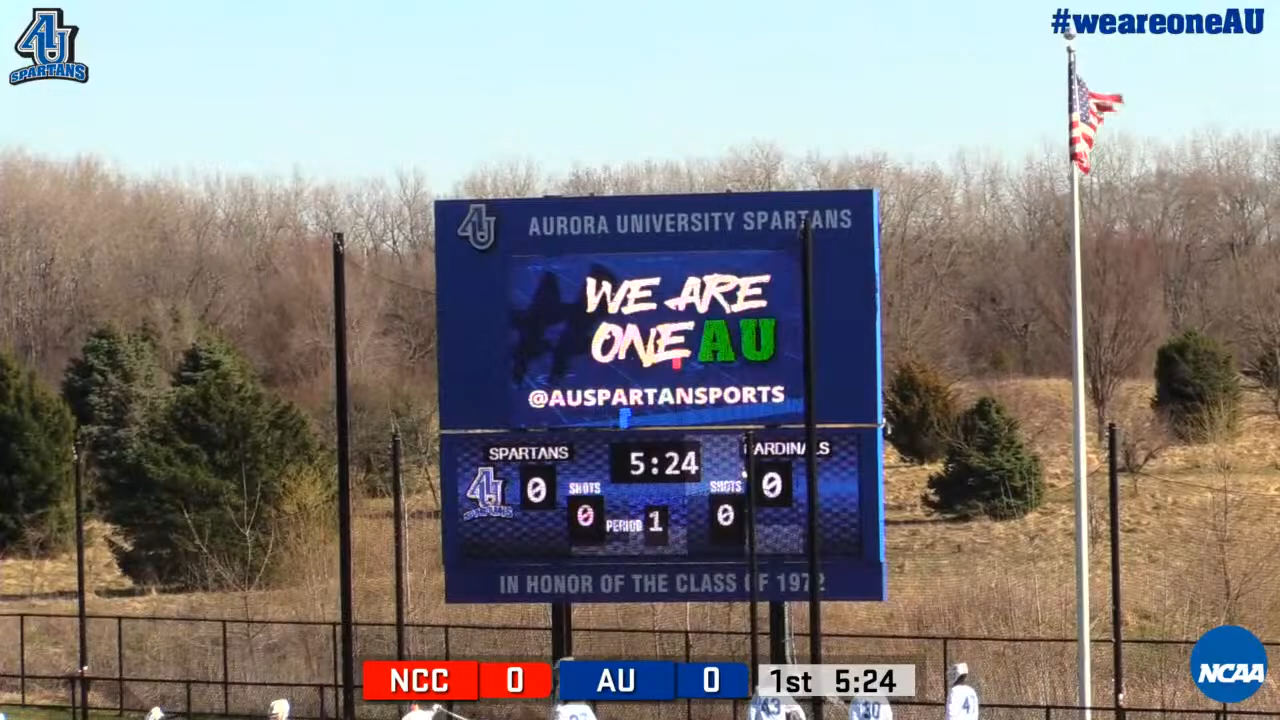 AU
SPARTANS
#weareoneAU
AU
AURORA UNIVERSITY SPARTANS
WE ARE
ONE AU
@AUSPARTANSPORTS
SPARTANS
5:24
CARDINALS
AU
SPARTANS
0
SHOTS
0
PERIOD 1
SHOTS
0
0
IN HONOR OF THE CLASS OF 1972
NCC 0 AU 0 1st 5:24
NCAA